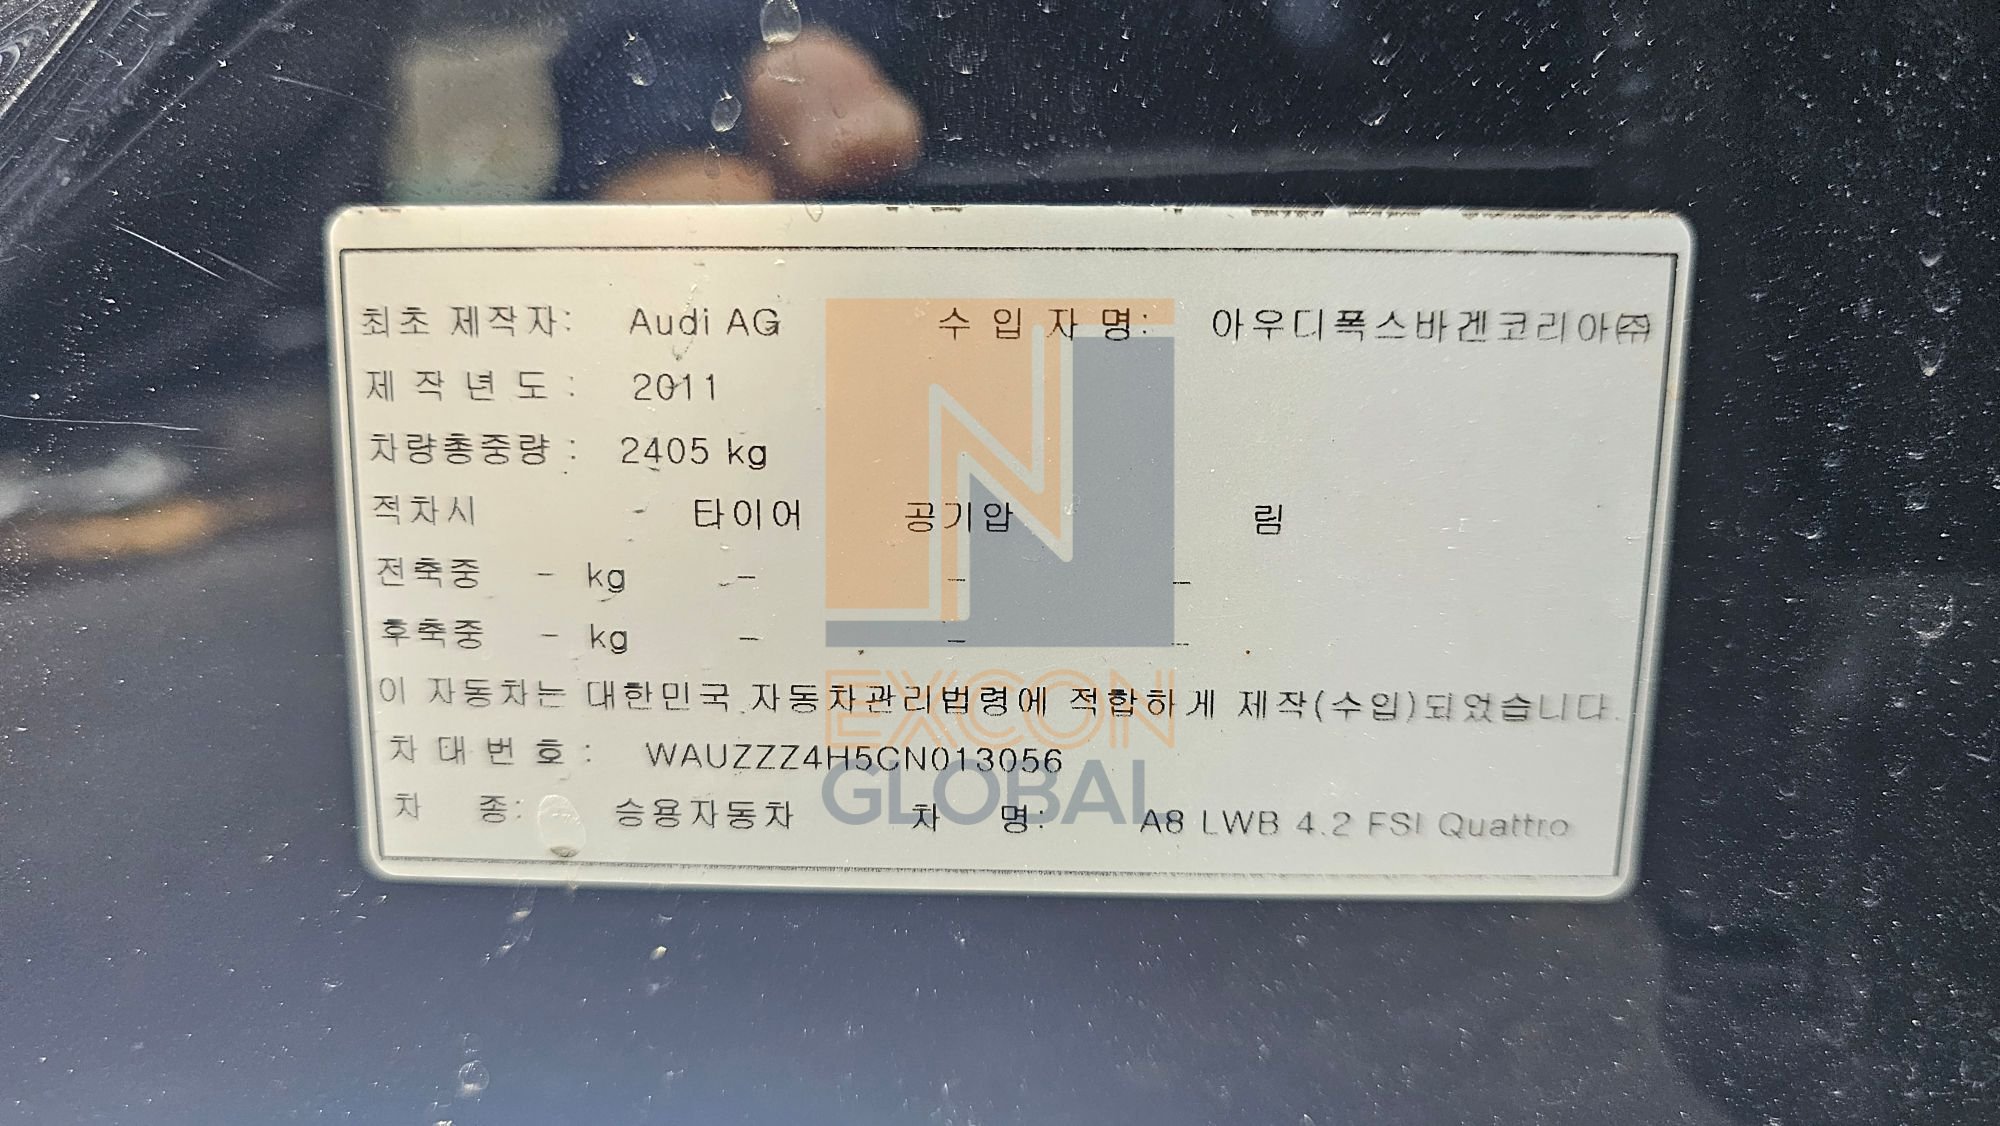 최초 제작자: Audi AG 수 입 자 명: 아우디폭스바겐코리아㈜
제 작 년 도 : 2011
차량총중량 : 2405 kg
적차시 - 타이어 공기압 림
전축중 - kg - - -
후축중 - kg - - -
이 자동차는 대한민국 자동차관리법령에 적합하게 제작(수입)되었습니다.
차 대 번 호 : WAUZZZ4H5CN013056
차 종: 승용자동차 차 명: A8 LWB 4.2 FSI Quattro
EXCON
GLOBAL